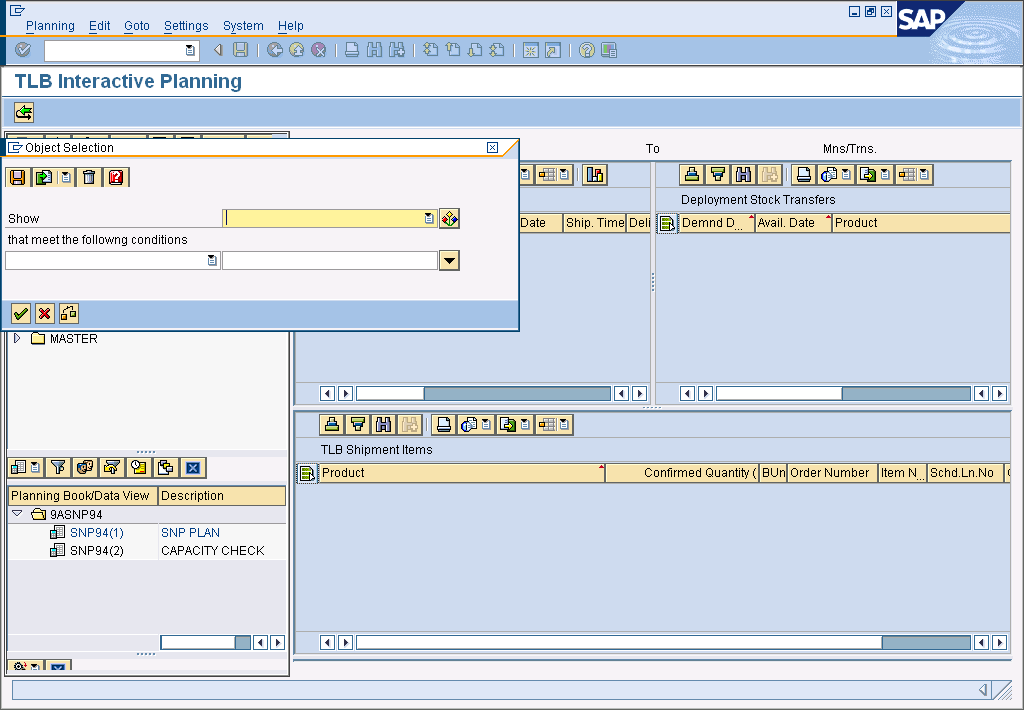 Planning Edit Goto Settings System Help
SAP
TLB Interactive Planning
Object Selection
To
Mns/Trns.
Show
that meet the followng conditions
Date
Ship. Time
Deli
Deployment Stock Transfers
Demnd D...
Avail. Date
Product
MASTER
TLB Shipment Items
Product
Confirmed Quantity (
BUn
Order Number
Item N...
Schd.Ln.No
Planning Book/Data View
Description
9ASNP94
SNP94(1)
SNP PLAN
SNP94(2)
CAPACITY CHECK